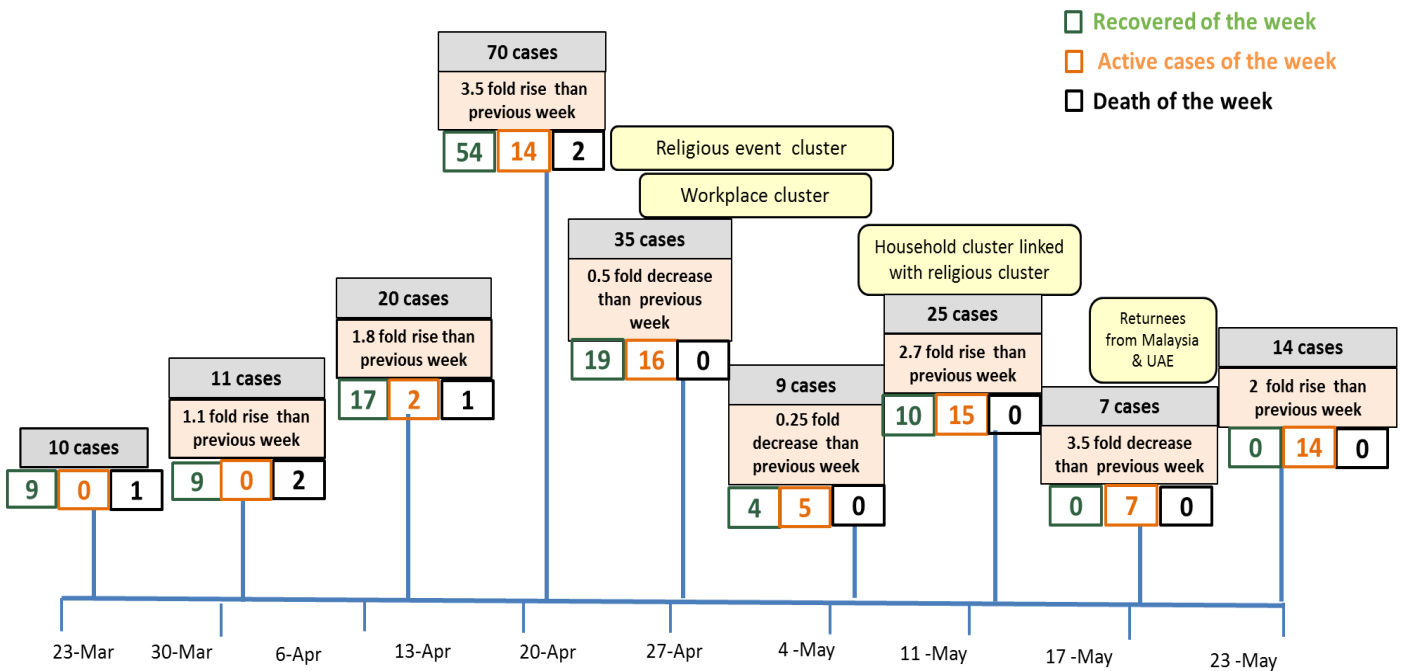 Recovered of the week
Active cases of the week
Death of the week
70 cases
3.5 fold rise than
previous week
54 14 2
Religious event cluster
Workplace cluster
35 cases
0.5 fold decrease
than previous
week
19 16 0
Household cluster linked
with religious cluster
20 cases
1.8 fold rise than
previous week
17 2 1
25 cases
2.7 fold rise than
previous week
10 15 0
Returnees
from Malaysia
& UAE
14 cases
2 fold rise than
previous week
0 14 0
11 cases
1.1 fold rise than
previous week
9 0 2
9 cases
0.25 fold
decrease than
previous week
4 5 0
7 cases
3.5 fold decrease
than previous week
0 7 0
10 cases
9 0 1
23-Mar 30-Mar 6-Apr 13-Apr 20-Apr 27-Apr 4 -May 11 -May 17 -May 23 -May